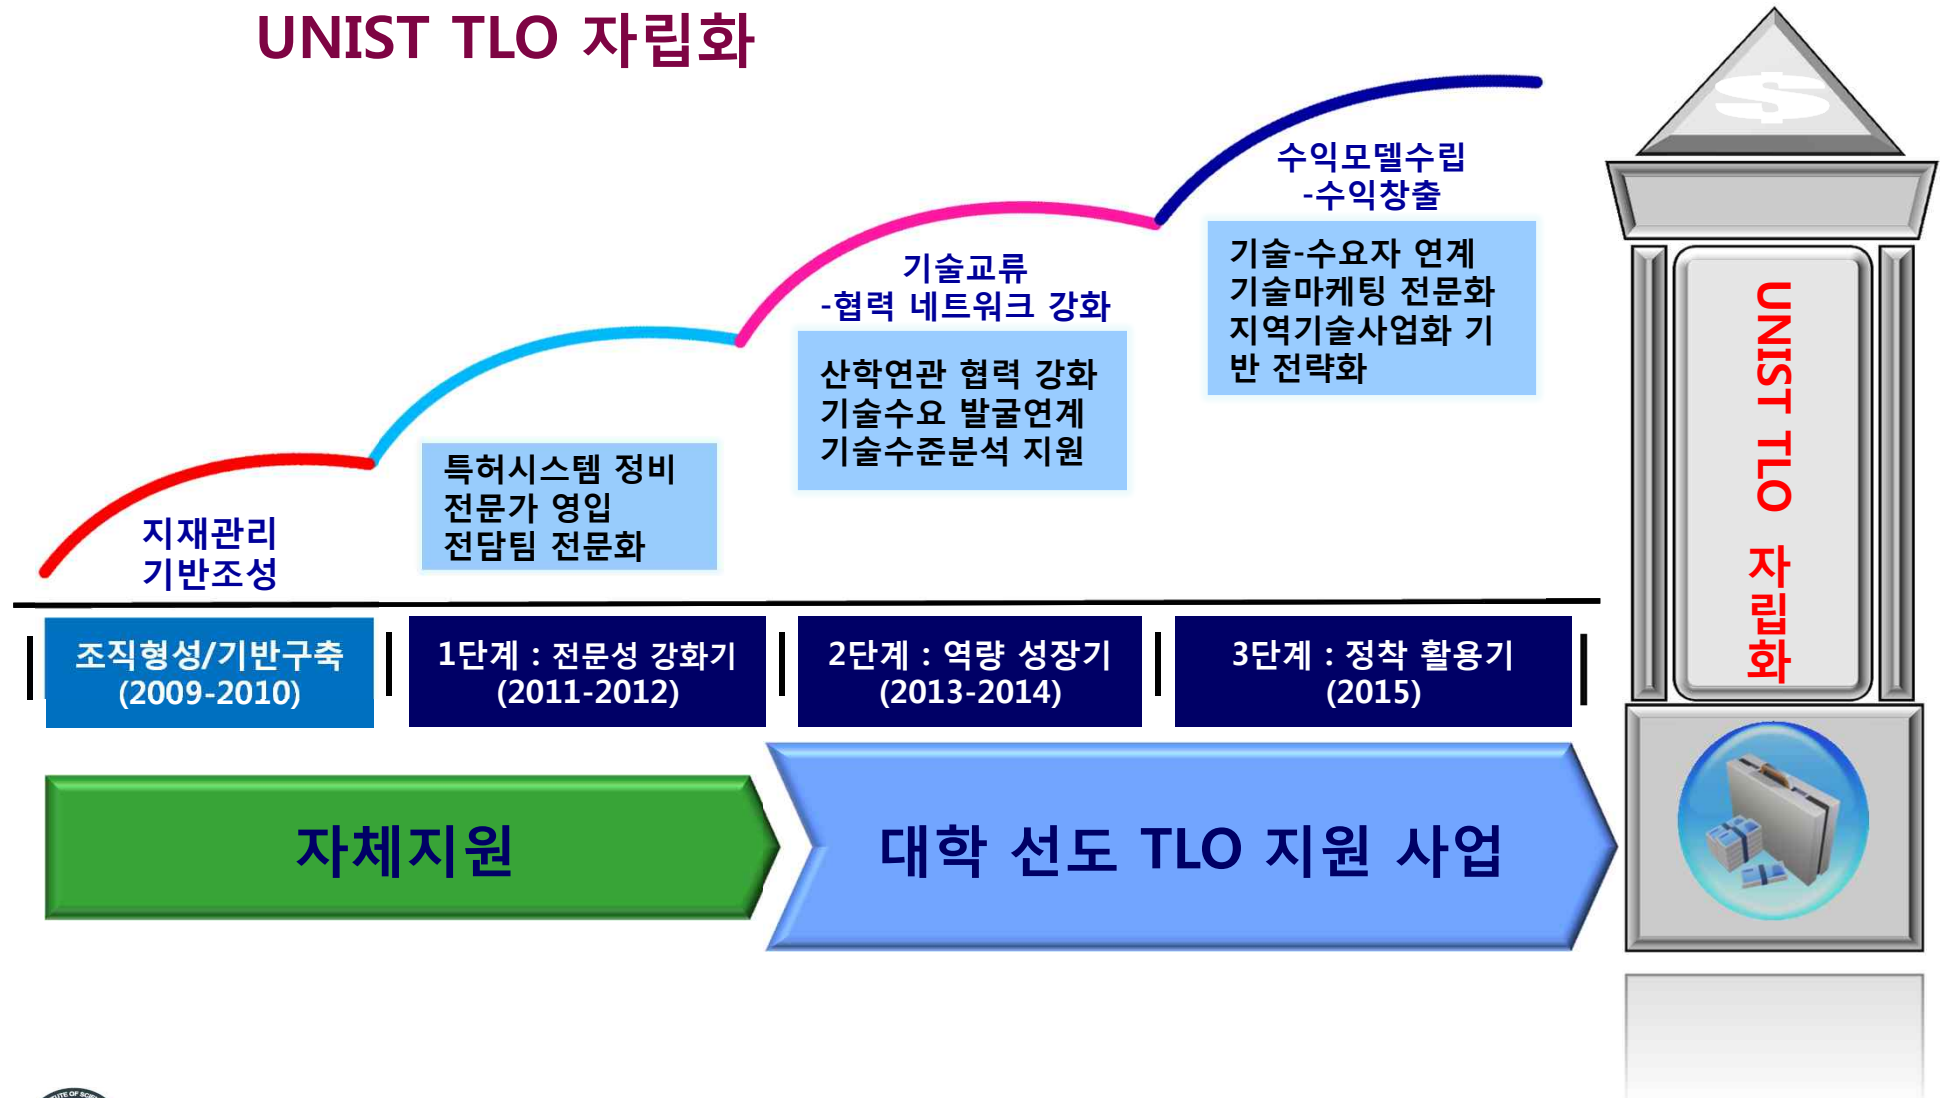 UNIST TLO 자립화
지재관리
기반조성
특허시스템 정비
전문가 영입
전담팀 전문화
기술교류
-협력 네트워크 강화
산학연관 협력 강화
기술수요 발굴연계
기술수준분석 지원
수익모델수립
-수익창출
기술-수요자 연계
기술마케팅 전문화
지역기술사업화 기
반 전략화
조직형성/기반구축
(2009-2010)
1단계 : 전문성 강화기
(2011-2012)
2단계 : 역량 성장기
(2013-2014)
3단계 : 정착 활용기
(2015)
자체지원
대학 선도 TLO 지원 사업
$
UNIST TLO 자립화